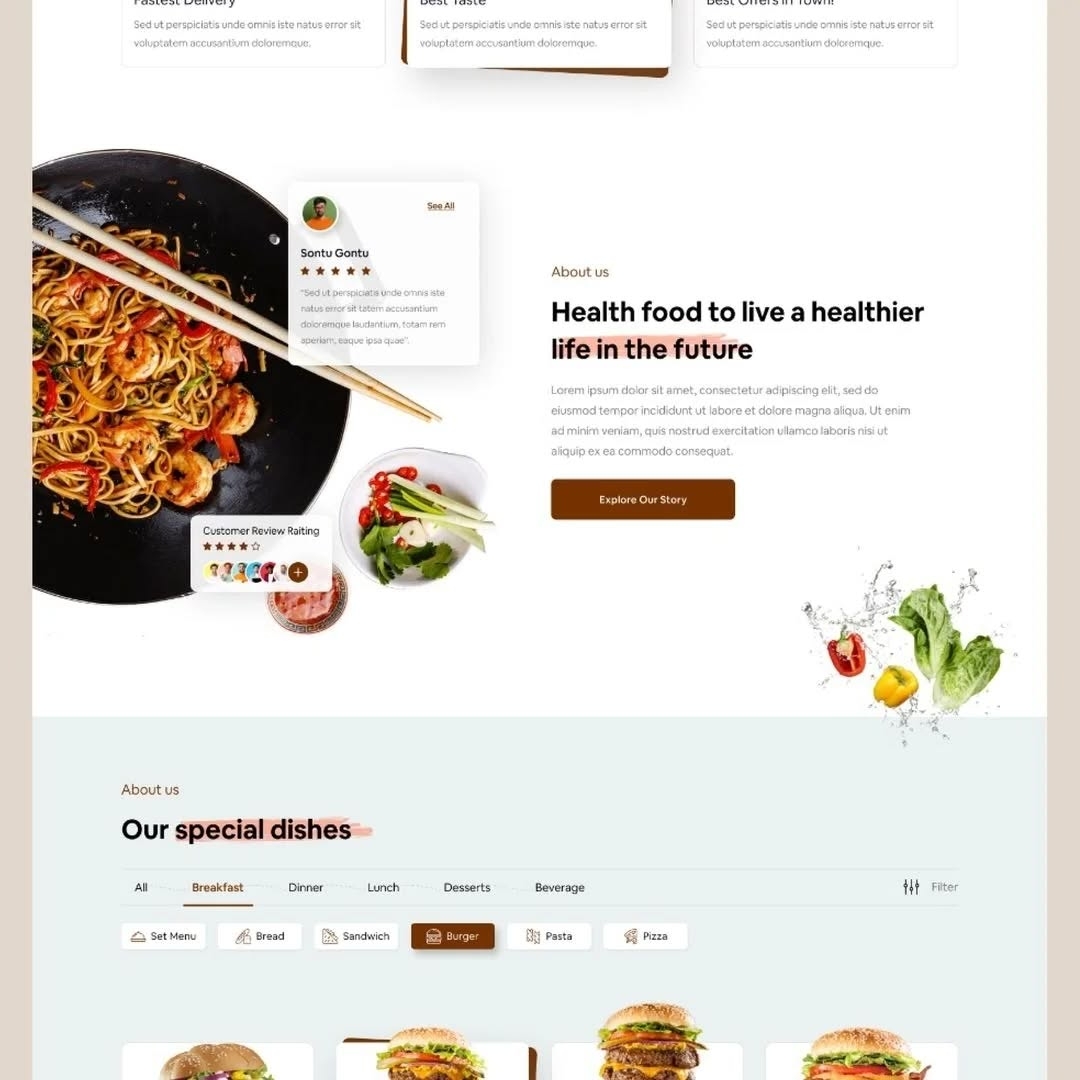 Fastest Delivery
Best Taste
Best Offers in Town!
Sed ut perspiciatis unde omnis iste natus error sit
voluptatem accusantium doloremque.
Sed ut perspiciatis unde omnis iste natus error sit
voluptatem accusantium doloremque.
Sed ut perspiciatis unde omnis iste natus error sit
voluptatem accusantium doloremque.
See All
Sontu Gontu
"Sed ut perspiciatis unde omnis iste
natus error sit tatem accusantium
doloremque laudantium, totam rem
aperiam, eaque ipsa quae".
Customer Review Raiting
About us
Health food to live a healthier
life in the future
Lorem ipsum dolor sit amet, consectetur adipiscing elit, sed do
eiusmod tempor incididunt ut labore et dolore magna aliqua. Ut enim
ad minim veniam, quis nostrud exercitation ullamco laboris nisi ut
aliquip ex ea commodo consequat.
Explore Our Story
About us
Our special dishes
All
Breakfast
Dinner
Lunch
Desserts
Beverage
Filter
Set Menu
Bread
Sandwich
Burger
Pasta
Pizza